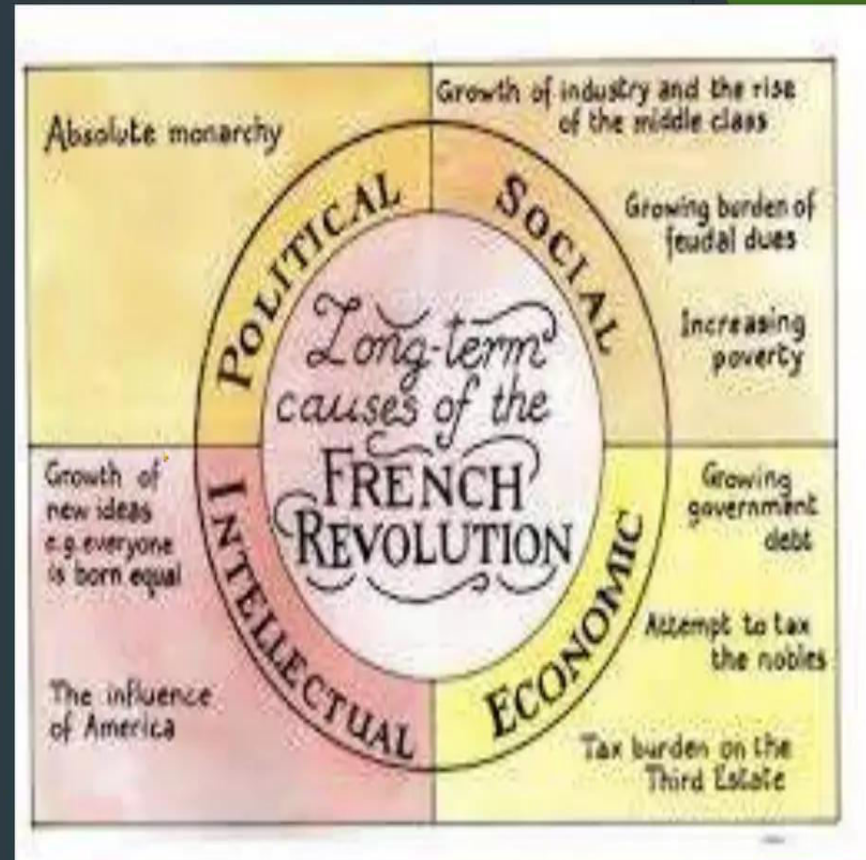 Long-term
causes of the
FRENCH
REVOLUTION
POLITICAL
Absolute monarchy
SOCIAL
Growth of industry and the rise
of the middle class
Growing burden of
feudal dues
Increasing
poverty
INTELLECTUAL
Growth of
new ideas
e.g. everyone
is born equal
The influence
of America
ECONOMIC
Growing
government
debt
Attempt to tax
the nobles
Tax burden on the
Third Estate